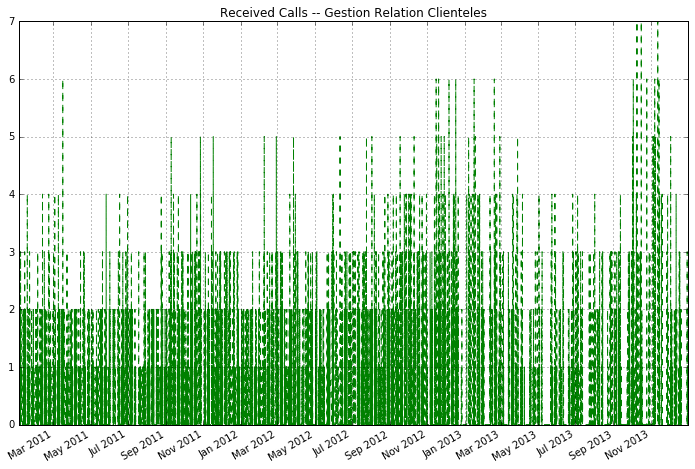 Received Calls -- Gestion Relation Clienteles
7
6
5
4
3
2
1
0
Mar 2011
May 2011
Jul 2011
Sep 2011
Nov 2011
Jan 2012
Mar 2012
May 2012
Jul 2012
Sep 2012
Nov 2012
Jan 2013
Mar 2013
May 2013
Jul 2013
Sep 2013
Nov 2013